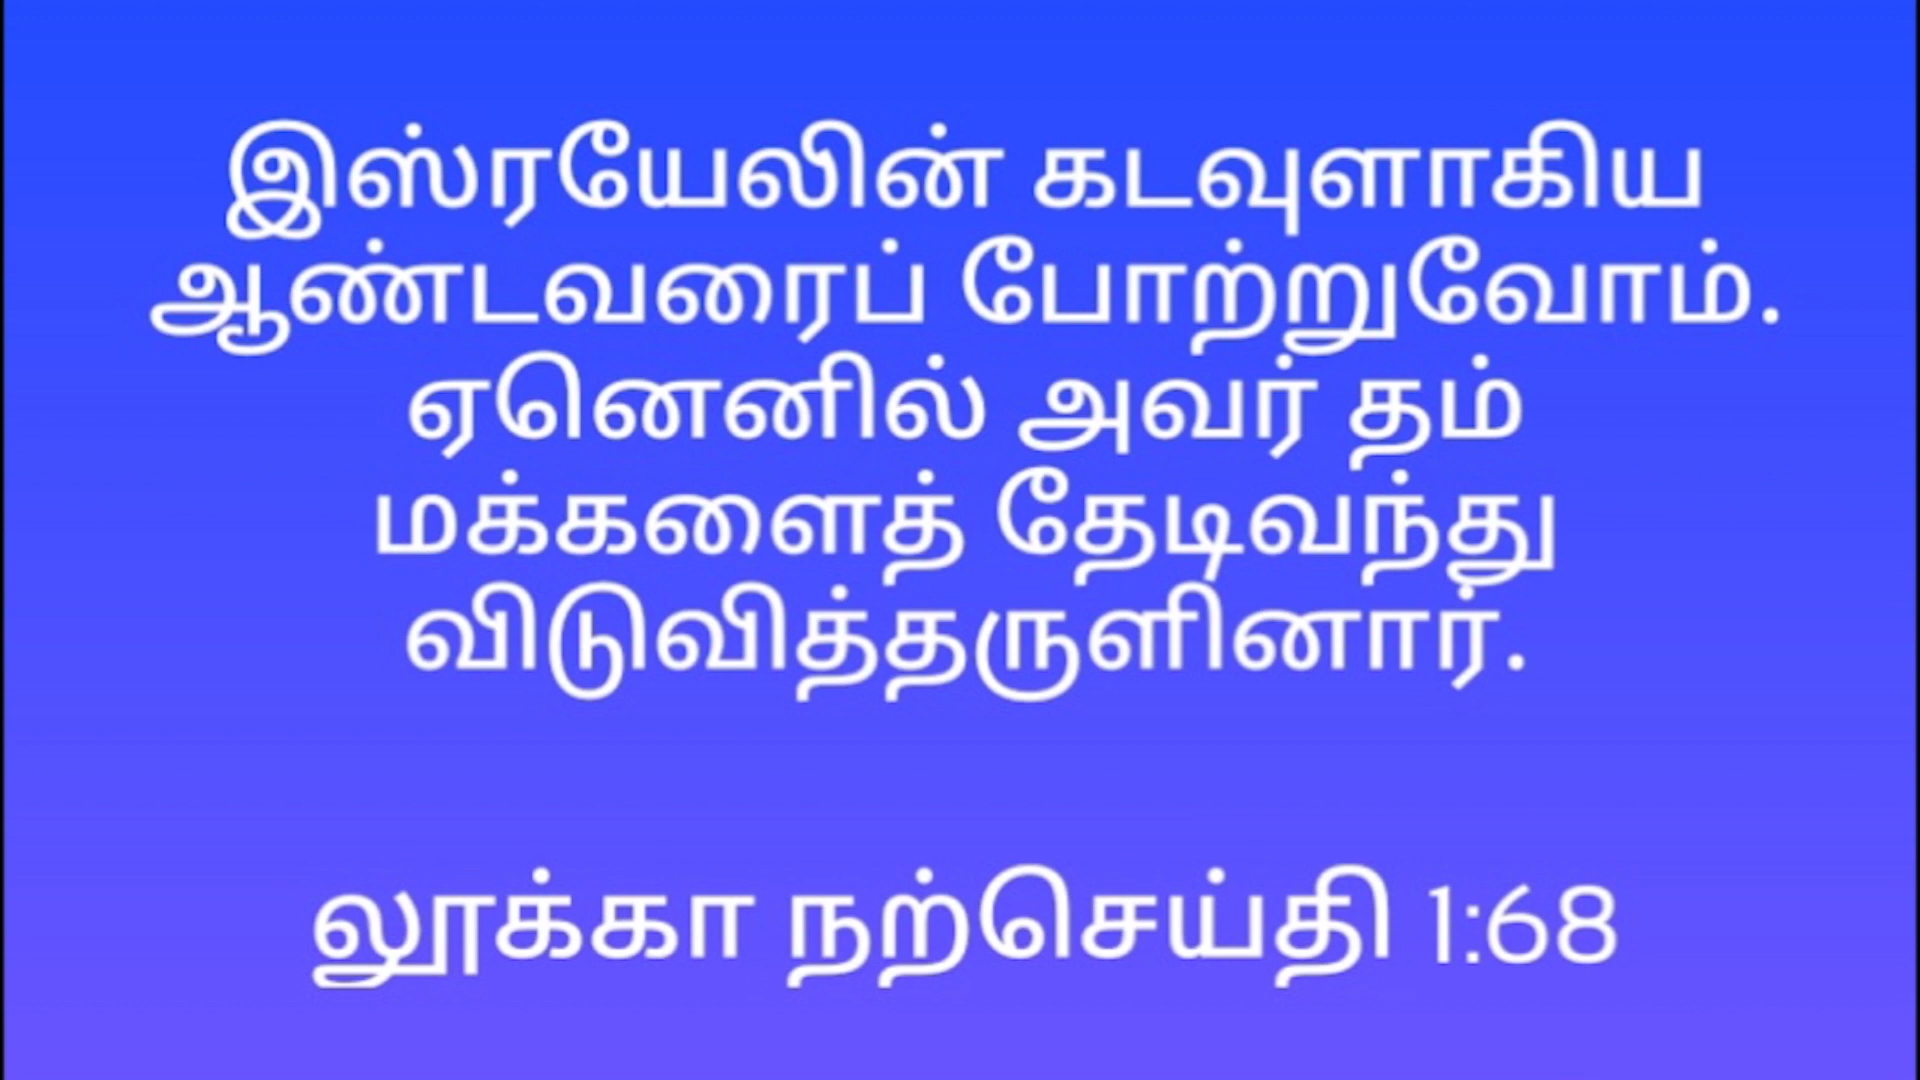 இஸ்ரயேலின் கடவுளாகிய
ஆண்டவரைப் போற்றுவோம்.
ஏனெனில் அவர் தம்
மக்களைத் தேடிவந்து
விடுவித்தருளினார்.
லூக்கா நற்செய்தி 1:68